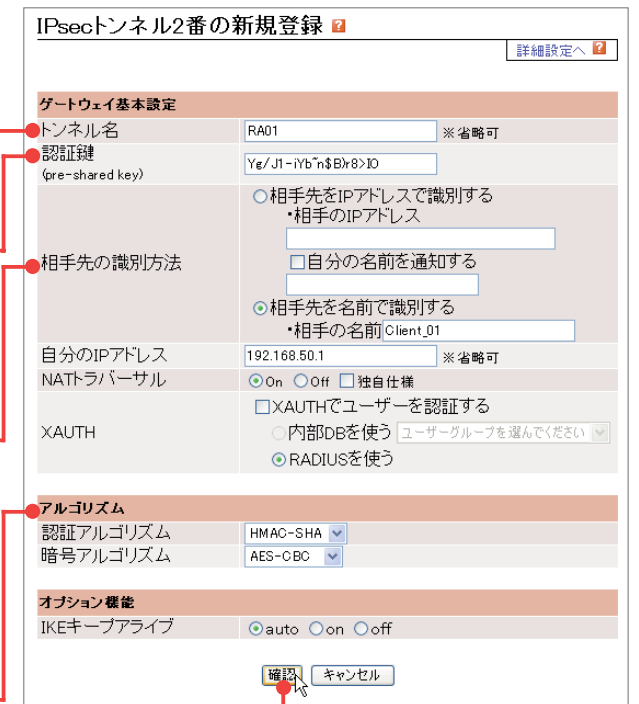 IPsecトンネル2番の新規登録 ?
詳細設定へ ?
ゲートウェイ基本設定
トンネル名 RA01 ※省略可
認証鍵
(pre-shared key) Yg/J1-iYb~n$B)r8>IO
相手先の識別方法
相手先をIPアドレスで識別する
・相手のIPアドレス
自分の名前を通知する
相手先を名前で識別する
・相手の名前 Client_01
自分のIPアドレス 192.168.50.1 ※省略可
NATトラバーサル On Off 独自仕様
XAUTH
XAUTHでユーザーを認証する
内部DBを使う ユーザーグループを選んでください
RADIUSを使う
アルゴリズム
認証アルゴリズム HMAC-SHA
暗号アルゴリズム AES-CBC
オプション機能
IKEキープアライブ auto on off
確認 キャンセル